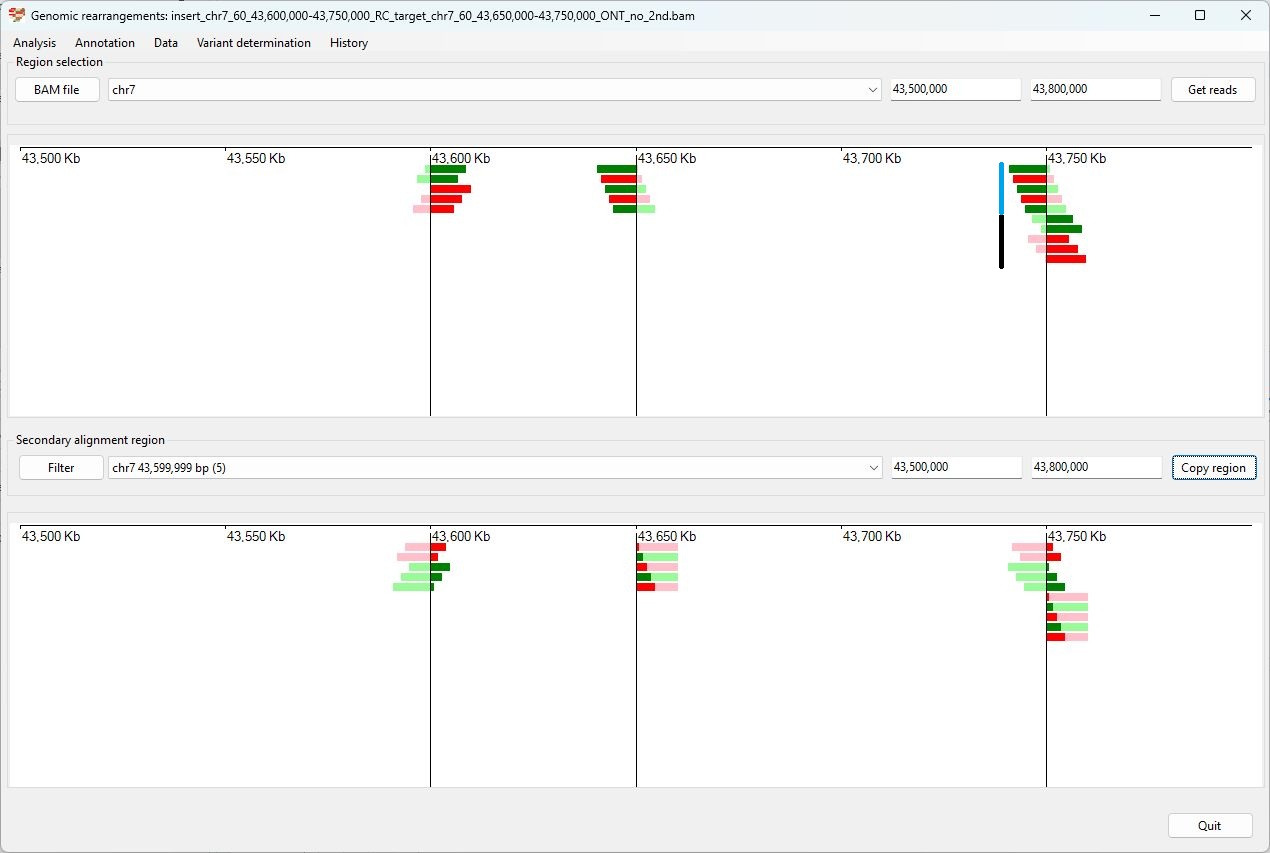 Genomic rearrangements: insert_chr7_60_43,600,000-43,750,000_RC_target_chr7_60_43,650,000-43,750,000_ONT_no_2nd.bam
Analysis Annotation Data Variant determination History
Region selection
BAM file chr7 43,500,000 43,800,000 Get reads
43,500 Kb 43,550 Kb 43,600 Kb 43,650 Kb 43,700 Kb 43,750 Kb
Secondary alignment region
Filter chr7 43,599,999 bp (5) 43,500,000 43,800,000 Copy region
43,500 Kb 43,550 Kb 43,600 Kb 43,650 Kb 43,700 Kb 43,750 Kb
Quit